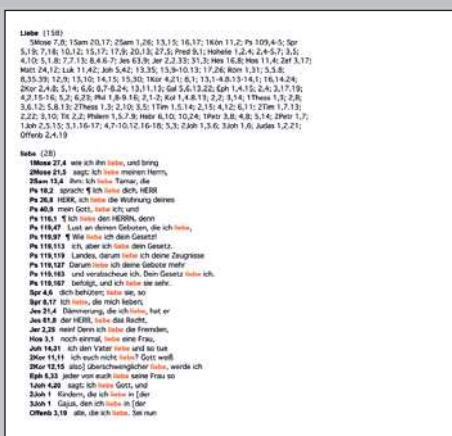 Liebe (158)
5Mose 7,8; 1Sam 20,17; 2Sam 1,26; 13,15; 16,17; 1Kön 11,2; Ps 109,4-5; Spr
5,19; 7,18; 10,12; 15,17; 17,9; 20,13; 27,5; Pred 9,1; Hohelie 1,2.4; 2,4-5.7; 3,5;
4,10; 5,1.8; 7,7.13; 8,4.6-7; Jes 63,9; Jer 2,2.33; 31,3; Hes 16,8; Hos 11,4; Zef 3,17;
Matt 24,12; Luk 11,42; Joh 5,42; 13,35; 15,9-10.13; 17,26; Röm 1,31; 5,5.8;
8,35.39; 12,9; 13,10; 14,15; 15,30; 1Kor 4,21; 8,1; 13,1-4.8.13-14,1; 16,14.24;
2Kor 2,4.8; 5,14; 6,6; 8,7-8.24; 13,11.13; Gal 5,6.13.22; Eph 1,4.15; 2,4; 3,17.19;
4,2.15-16; 5,2; 6,23; Phil 1,8-9.16; 2,1-2; Kol 1,4.8.13; 2,2; 3,14; 1Thess 1,3; 2,8;
3,6.12; 5,8.13; 2Thess 1,3; 2,10; 3,5; 1Tim 1,5.14; 2,15; 4,12; 6,11; 2Tim 1,7.13;
2,22; 3,10; Tit 2,2; Philem 1,5.7.9; Hebr 6,10; 10,24; 1Petr 3,8; 4,8; 5,14; 2Petr 1,7;
1Joh 2,5.15; 3,1.16-17; 4,7-10.12.16-18; 5,3; 2Joh 1,3.6; 3Joh 1,6; Judas 1,2.21;
Offenb 2,4.19
liebe (28)
1Mose 27,4 wie ich ihn liebe, und bring
2Mose 21,5 sagt: Ich liebe meinen Herrn,
2Sam 13,4 ihm: Ich liebe Tamar, die
Ps 18,2 sprach: ¶ Ich liebe dich, HERR
Ps 26,8 HERR, ich liebe die Wohnung deines
Ps 40,9 mein Gott, liebe ich; und
Ps 116,1 ¶ Ich liebe den HERRN, denn
Ps 119,47 Lust an deinen Geboten, die ich liebe,
Ps 119,97 ¶ Wie liebe ich dein Gesetz!
Ps 119,113 ich, aber ich liebe dein Gesetz.
Ps 119,119 Landes, darum liebe ich deine Zeugnisse
Ps 119,127 Darum liebe ich deine Gebote mehr
Ps 119,163 und verabscheue ich. Dein Gesetz liebe ich.
Ps 119,167 befolgt, und ich liebe sie sehr.
Spr 4,6 dich behüten; liebe sie, so
Spr 8,17 Ich liebe, die mich lieben;
Jes 21,4 Dämmerung, die ich liebe, hat er
Jes 61,8 der HERR, liebe das Recht,
Jer 2,25 nein! Denn ich liebe die Fremden,
Hos 3,1 noch einmal, liebe eine Frau,
Joh 14,31 ich den Vater liebe und so tue
2Kor 11,11 ich euch nicht liebe? Gott weiß
2Kor 12,15 also] überschwenglicher liebe, werde ich
Eph 5,33 jeder von euch liebe seine Frau so
1Joh 4,20 sagt: Ich liebe Gott, und
2Joh 1 Kindern, die ich liebe in [der
3Joh 1 Gajus, den ich liebe in [der
Offenb 3,19 alle, die ich liebe. Sei nun